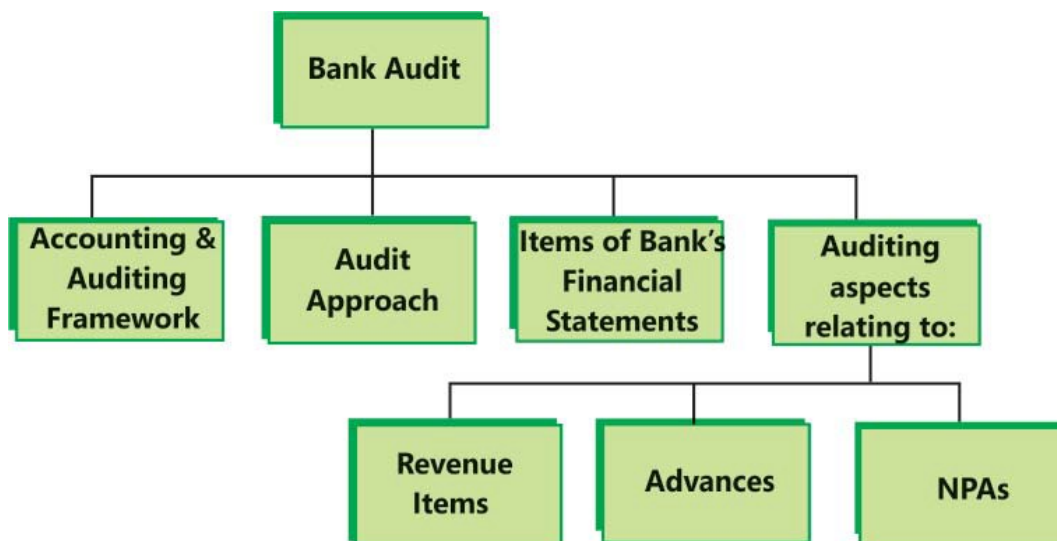 Bank Audit
Accounting &
Auditing
Framework
Audit
Approach
Items of Bank's
Financial
Statements
Auditing
aspects
relating to:
Revenue
Items
Advances
NPAs